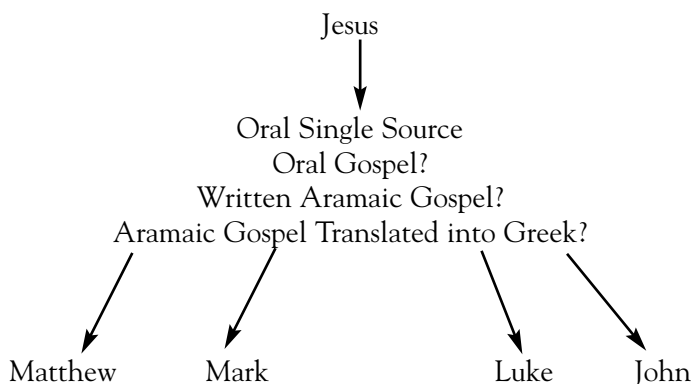 Jesus
Oral Single Source
Oral Gospel?
Written Aramaic Gospel?
Aramaic Gospel Translated into Greek?
Matthew Mark Luke John